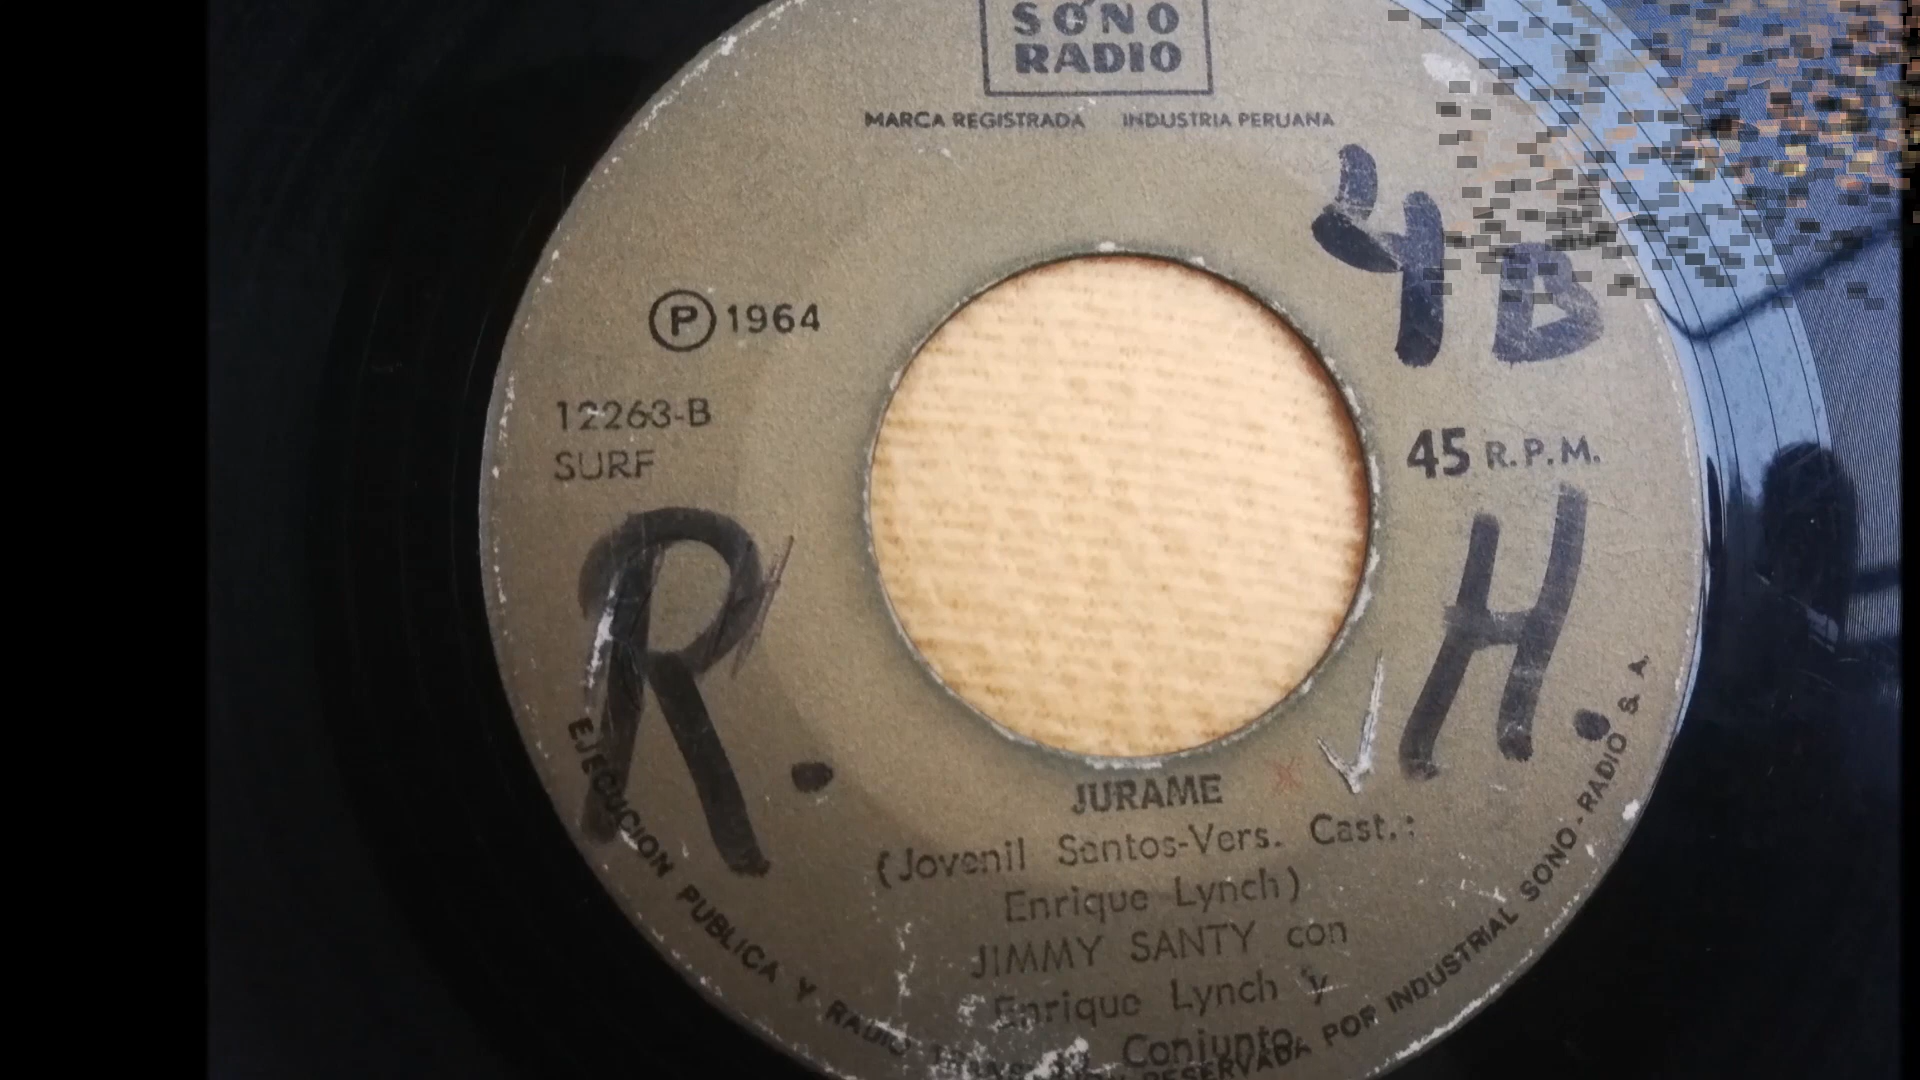 SONO
RADIO
MARCA REGISTRADA INDUSTRIA PERUANA
4B
P 1964
12263-B
SURF
45 R.P.M.
R. H.
JURAME
(Jovenil Santos-Vers. Cast.:
Enrique Lynch)
JIMMY SANTY con
Enrique Lynch y
Conjunto
EJECUCION PUBLICA Y RADIO RESERVADA POR INDUSTRIAL SONO-RADIO S. A.